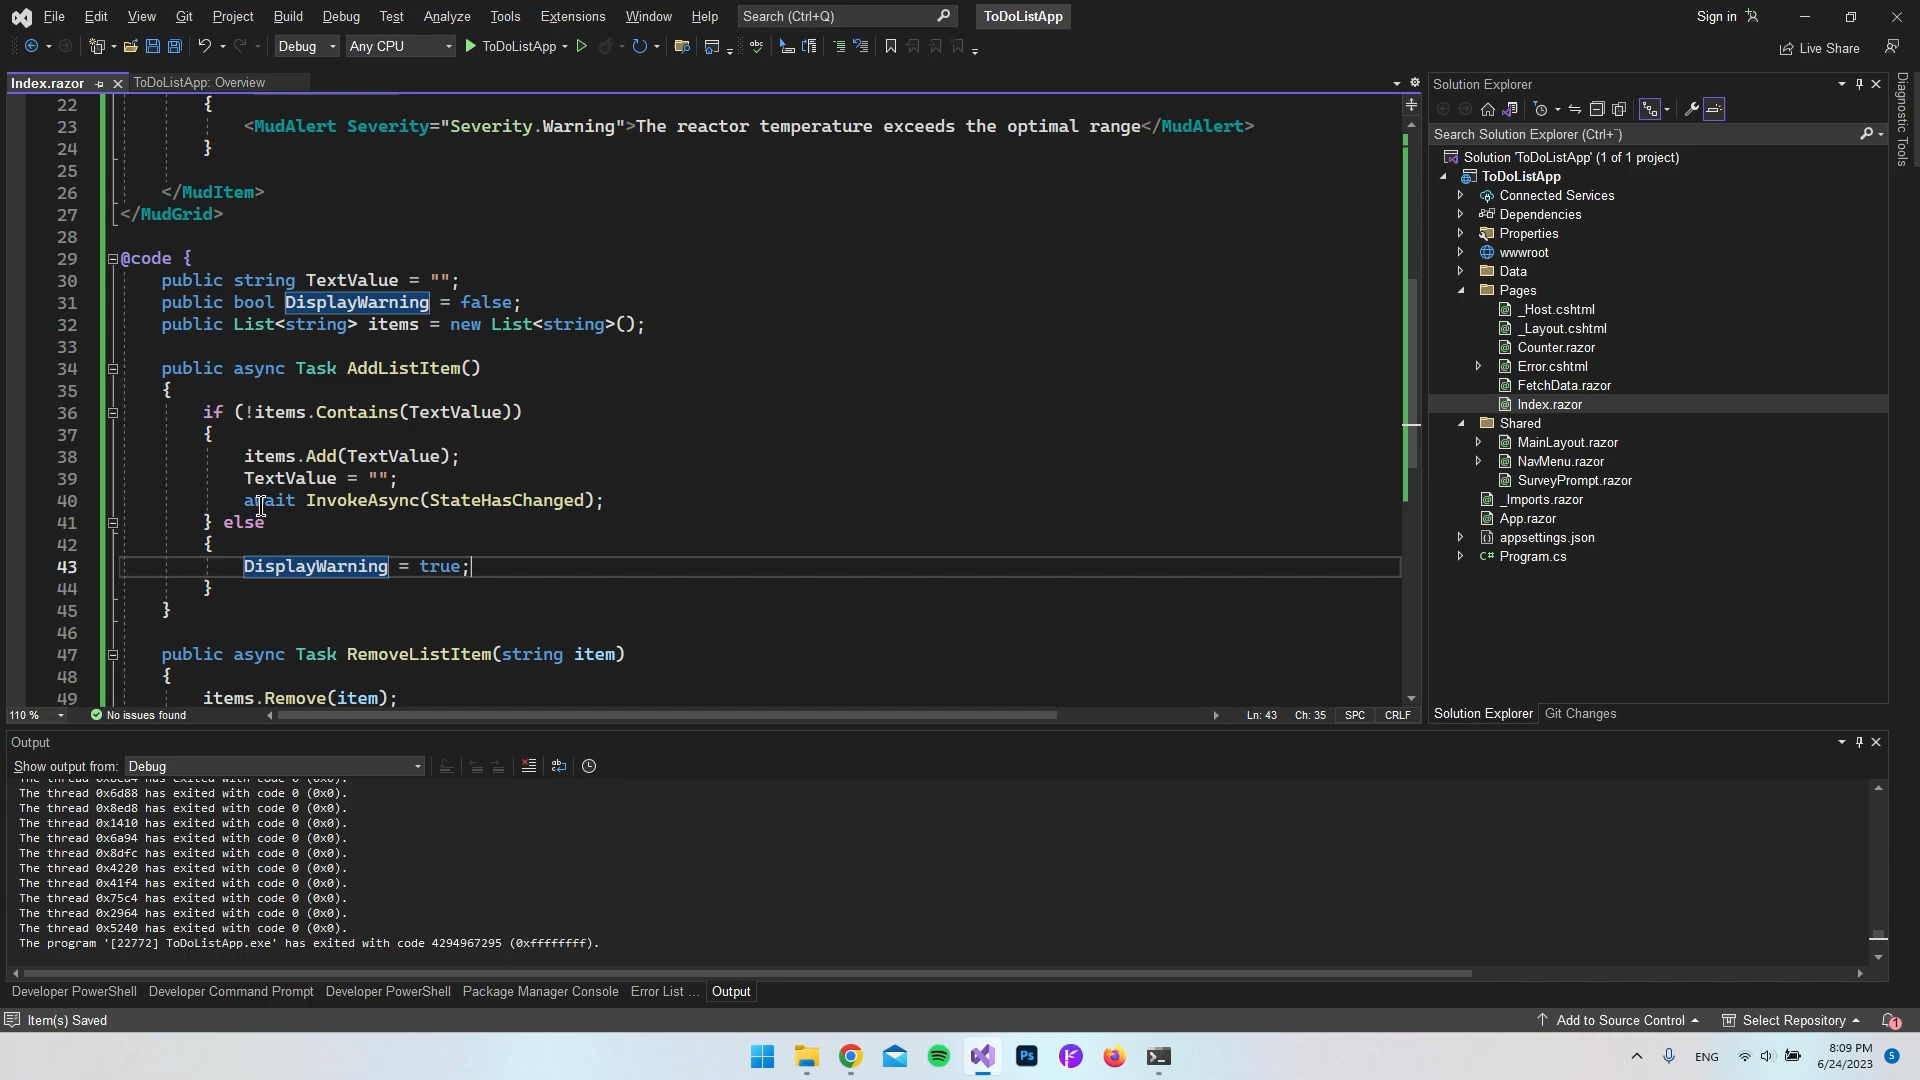 File Edit View Git Project Build Debug Test Analyze Tools Extensions Window Help Search (Ctrl+Q) ToDoListApp Sign in
Debug Any CPU ToDoListApp Live Share
Index.razor ToDoListApp: Overview
22 {
23 <MudAlert Severity="Severity.Warning">The reactor temperature exceeds the optimal range</MudAlert>
24 }
25
26 </MudItem>
27 </MudGrid>
28
29 @code {
30 public string TextValue = "";
31 public bool DisplayWarning = false;
32 public List<string> items = new List<string>();
33
34 public async Task AddListItem()
35 {
36 if (!items.Contains(TextValue))
37 {
38 items.Add(TextValue);
39 TextValue = "";
40 await InvokeAsync(StateHasChanged);
41 } else
42 {
43 DisplayWarning = true;
44 }
45 }
46
47 public async Task RemoveListItem(string item)
48 {
49 items.Remove(item);
110 % No issues found Ln: 43 Ch: 35 SPC CRLF
Solution Explorer
Search Solution Explorer (Ctrl+¨)
Solution 'ToDoListApp' (1 of 1 project)
ToDoListApp
Connected Services
Dependencies
Properties
wwwroot
Data
Pages
_Host.cshtml
_Layout.cshtml
Counter.razor
Error.cshtml
FetchData.razor
Index.razor
Shared
MainLayout.razor
NavMenu.razor
SurveyPrompt.razor
_Imports.razor
App.razor
appsettings.json
Program.cs
Solution Explorer Git Changes
Diagnostic Tools
Output
Show output from: Debug
The thread 0x6d88 has exited with code 0 (0x0).
The thread 0x8ed8 has exited with code 0 (0x0).
The thread 0x1410 has exited with code 0 (0x0).
The thread 0x6a94 has exited with code 0 (0x0).
The thread 0x8dfc has exited with code 0 (0x0).
The thread 0x4220 has exited with code 0 (0x0).
The thread 0x41f4 has exited with code 0 (0x0).
The thread 0x75c4 has exited with code 0 (0x0).
The thread 0x2964 has exited with code 0 (0x0).
The thread 0x5240 has exited with code 0 (0x0).
The program '[22772] ToDoListApp.exe' has exited with code 4294967295 (0xffffffff).
Developer PowerShell Developer Command Prompt Developer PowerShell Package Manager Console Error List ... Output
Item(s) Saved Add to Source Control Select Repository 1
Ps ENG 8:09 PM 5
6/24/2023